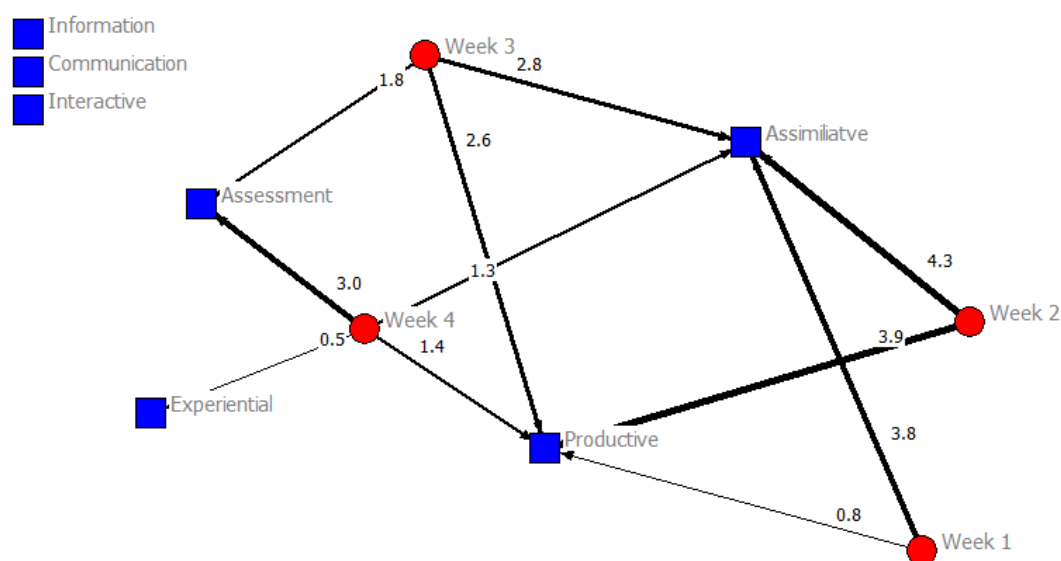 Information
Communication
Interactive
Week 3
2.8
1.8
2.6
Assimiliatve
Assessment
1.3
4.3
3.0
Week 2
Week 4
0.5
1.4
3.9
Experiential
Productive
3.8
0.8
Week 1